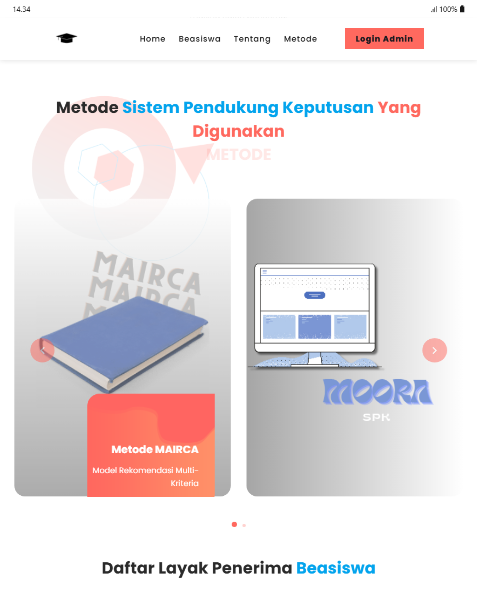 14.34
100%
Home Beasiswa Tentang Metode Login Admin
Metode Sistem Pendukung Keputusan Yang
Digunakan
METODE
MAIRCA
MAIRCA
MOORA
SPK
Metode MAIRCA
Model Rekomendasi Multi-
Kriteria
Daftar Layak Penerima Beasiswa